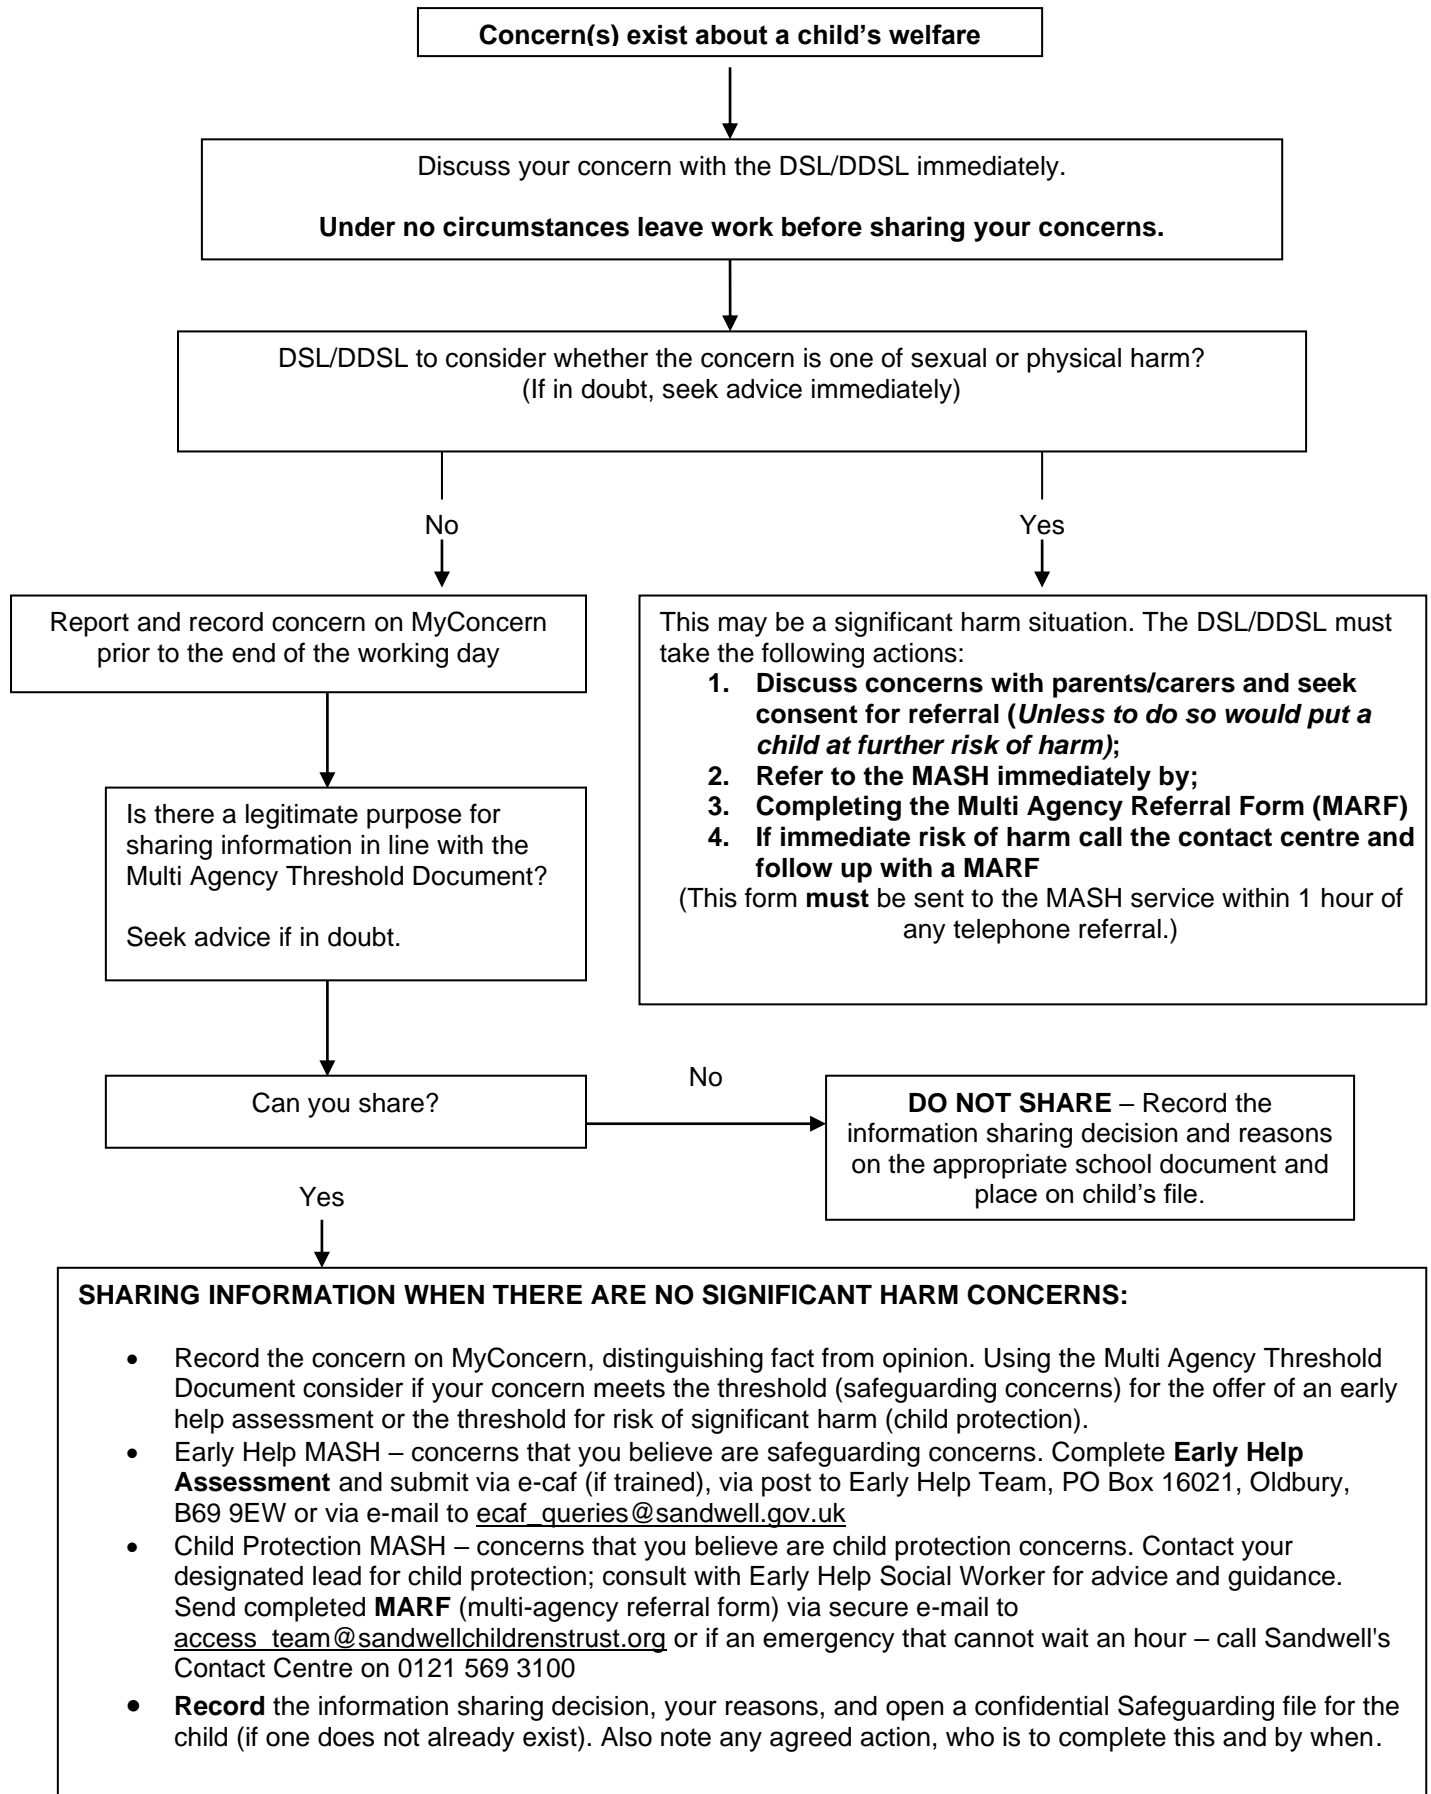 Concern(s) exist about a child's welfare
Discuss your concern with the DSL/DDSL immediately.
Under no circumstances leave work before sharing your concerns.
DSL/DDSL to consider whether the concern is one of sexual or physical harm?
(If in doubt, seek advice immediately)
No
Yes
Report and record concern on MyConcern
prior to the end of the working day
This may be a significant harm situation. The DSL/DDSL must
take the following actions:
1. Discuss concerns with parents/carers and seek
consent for referral (Unless to do so would put a
child at further risk of harm);
2. Refer to the MASH immediately by;
3. Completing the Multi Agency Referral Form (MARF)
4. If immediate risk of harm call the contact centre and
follow up with a MARF
(This form must be sent to the MASH service within 1 hour of
any telephone referral.)
Is there a legitimate purpose for
sharing information in line with the
Multi Agency Threshold Document?
Seek advice if in doubt.
Can you share?
No
DO NOT SHARE – Record the
information sharing decision and reasons
on the appropriate school document and
place on child's file.
Yes
SHARING INFORMATION WHEN THERE ARE NO SIGNIFICANT HARM CONCERNS:
• Record the concern on MyConcern, distinguishing fact from opinion. Using the Multi Agency Threshold
Document consider if your concern meets the threshold (safeguarding concerns) for the offer of an early
help assessment or the threshold for risk of significant harm (child protection).
• Early Help MASH – concerns that you believe are safeguarding concerns. Complete Early Help
Assessment and submit via e-caf (if trained), via post to Early Help Team, PO Box 16021, Oldbury,
B69 9EW or via e-mail to ecaf_queries@sandwell.gov.uk
• Child Protection MASH – concerns that you believe are child protection concerns. Contact your
designated lead for child protection; consult with Early Help Social Worker for advice and guidance.
Send completed MARF (multi-agency referral form) via secure e-mail to
access_team@sandwellchildrenstrust.org or if an emergency that cannot wait an hour – call Sandwell's
Contact Centre on 0121 569 3100
• Record the information sharing decision, your reasons, and open a confidential Safeguarding file for the
child (if one does not already exist). Also note any agreed action, who is to complete this and by when.